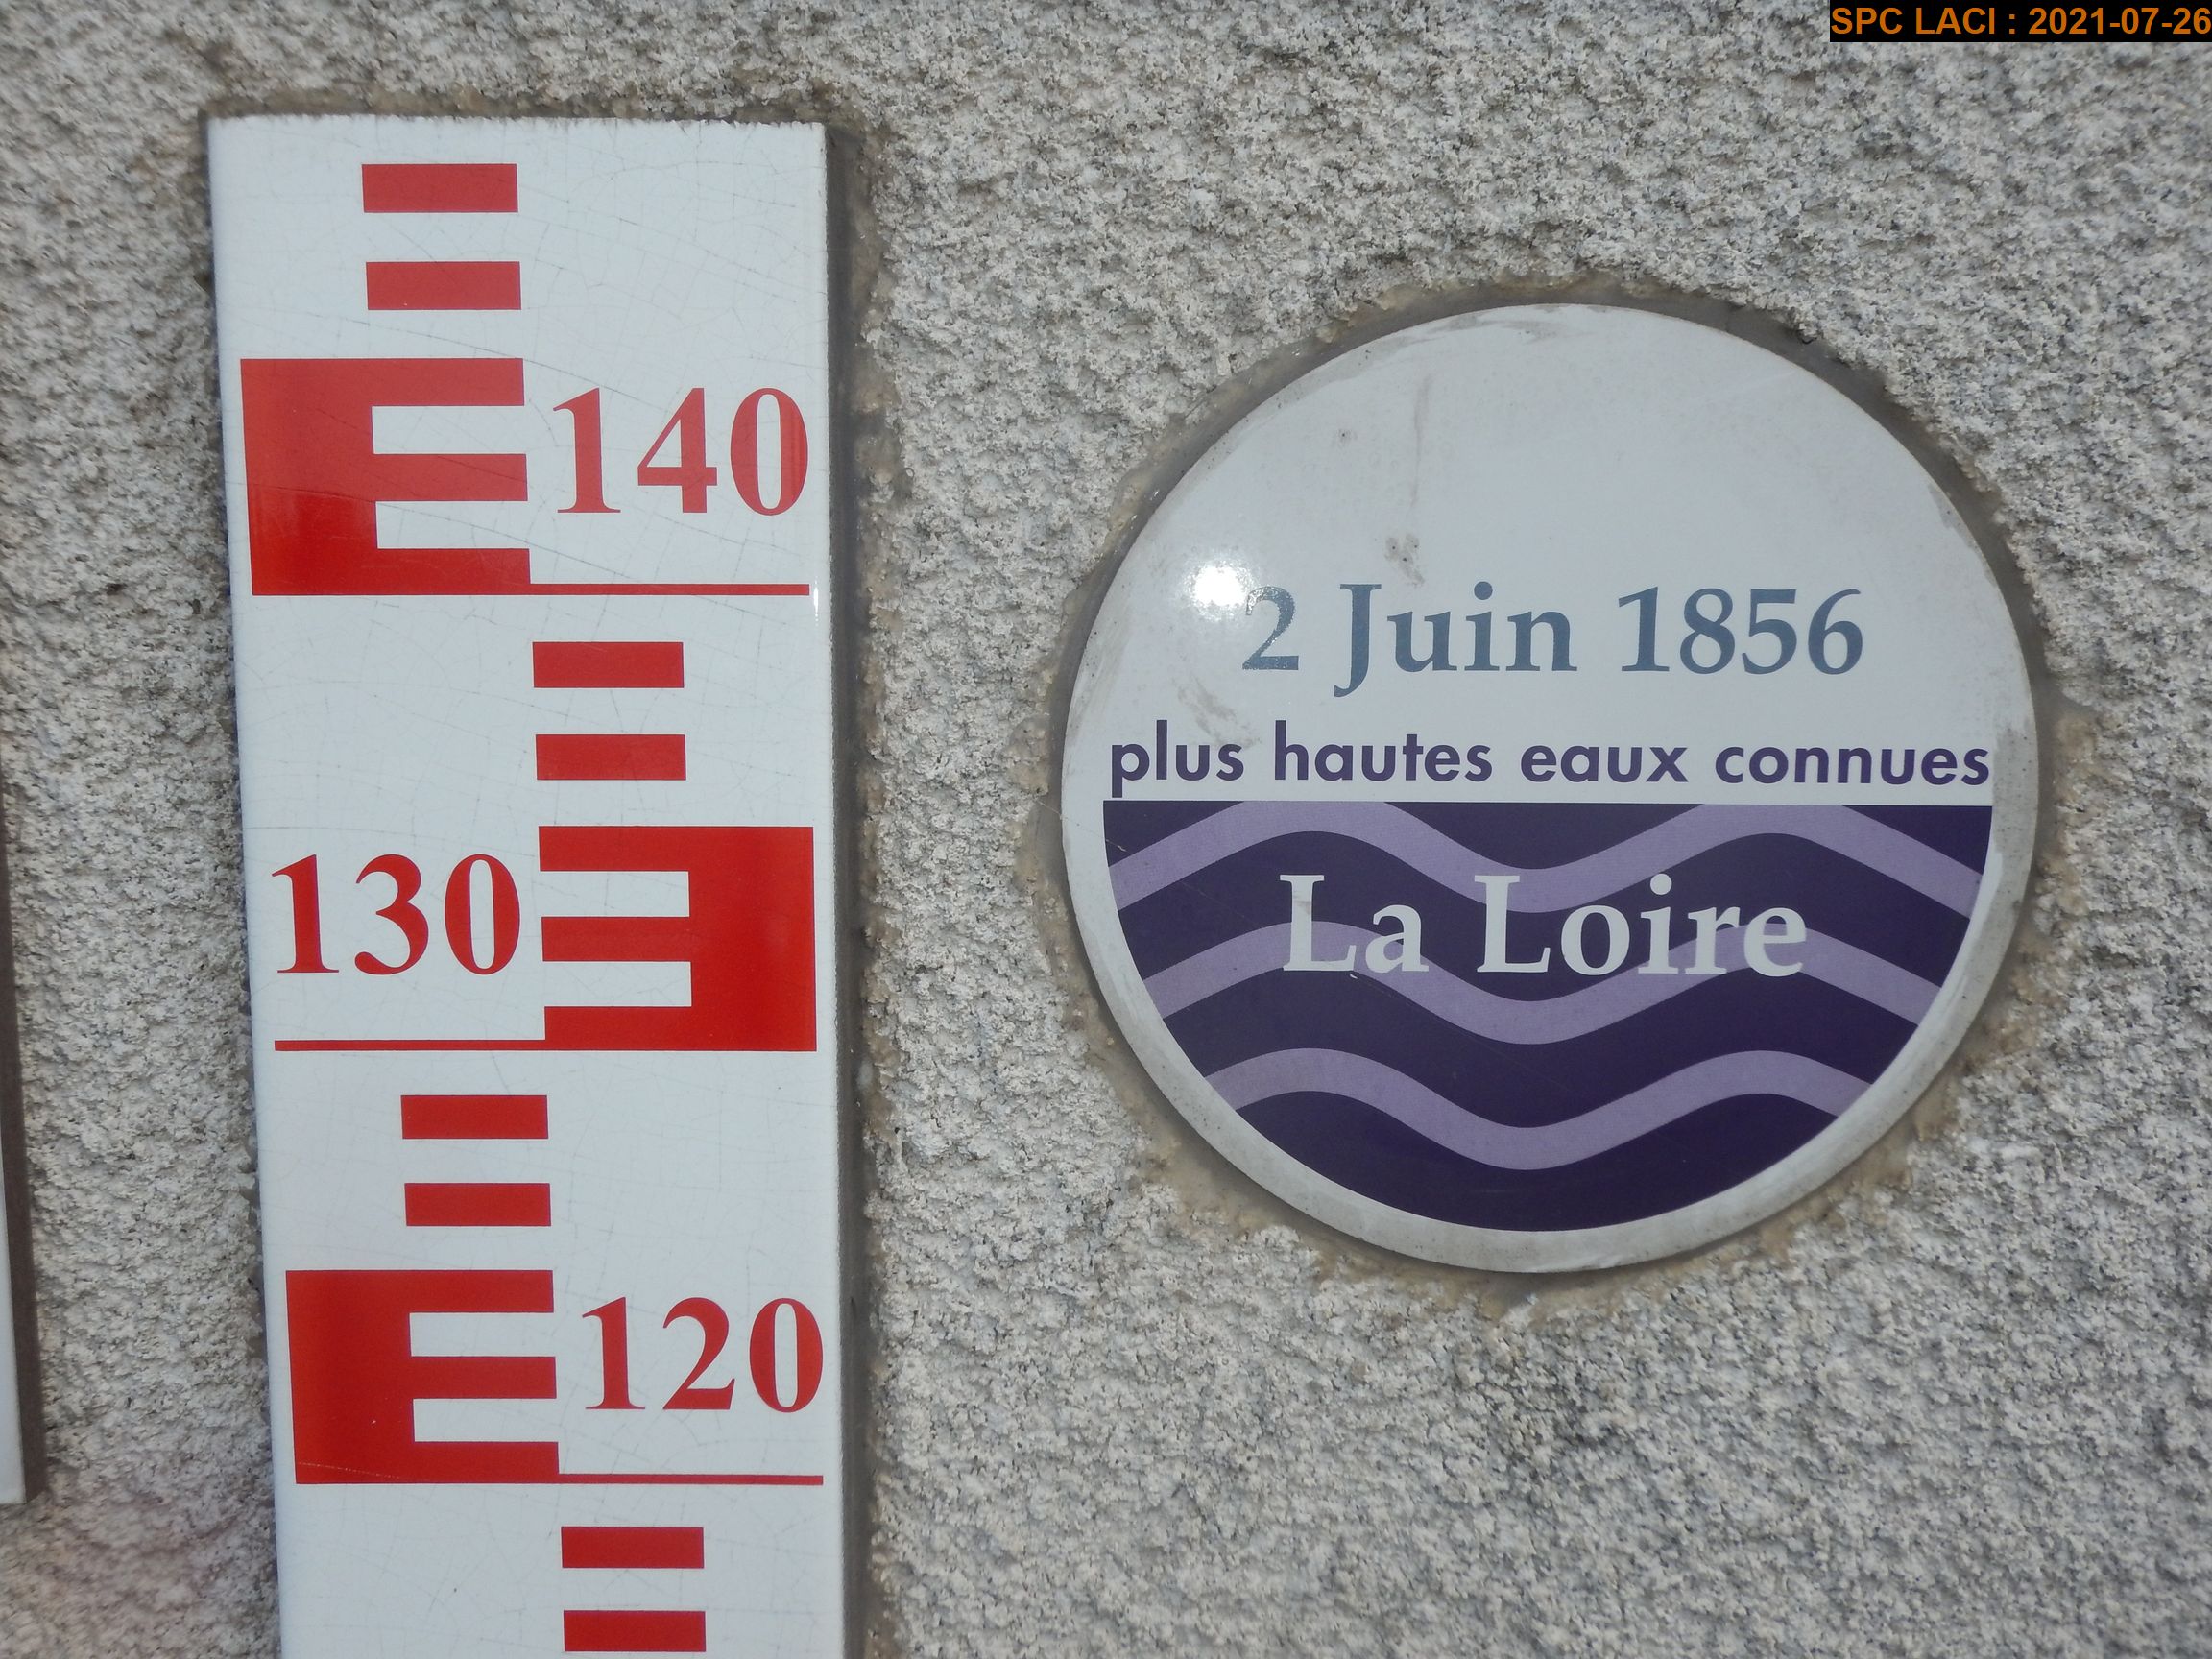 SPC LACI : 2021-07-26
140
130
120
2 Juin 1856
plus hautes eaux connues
La Loire